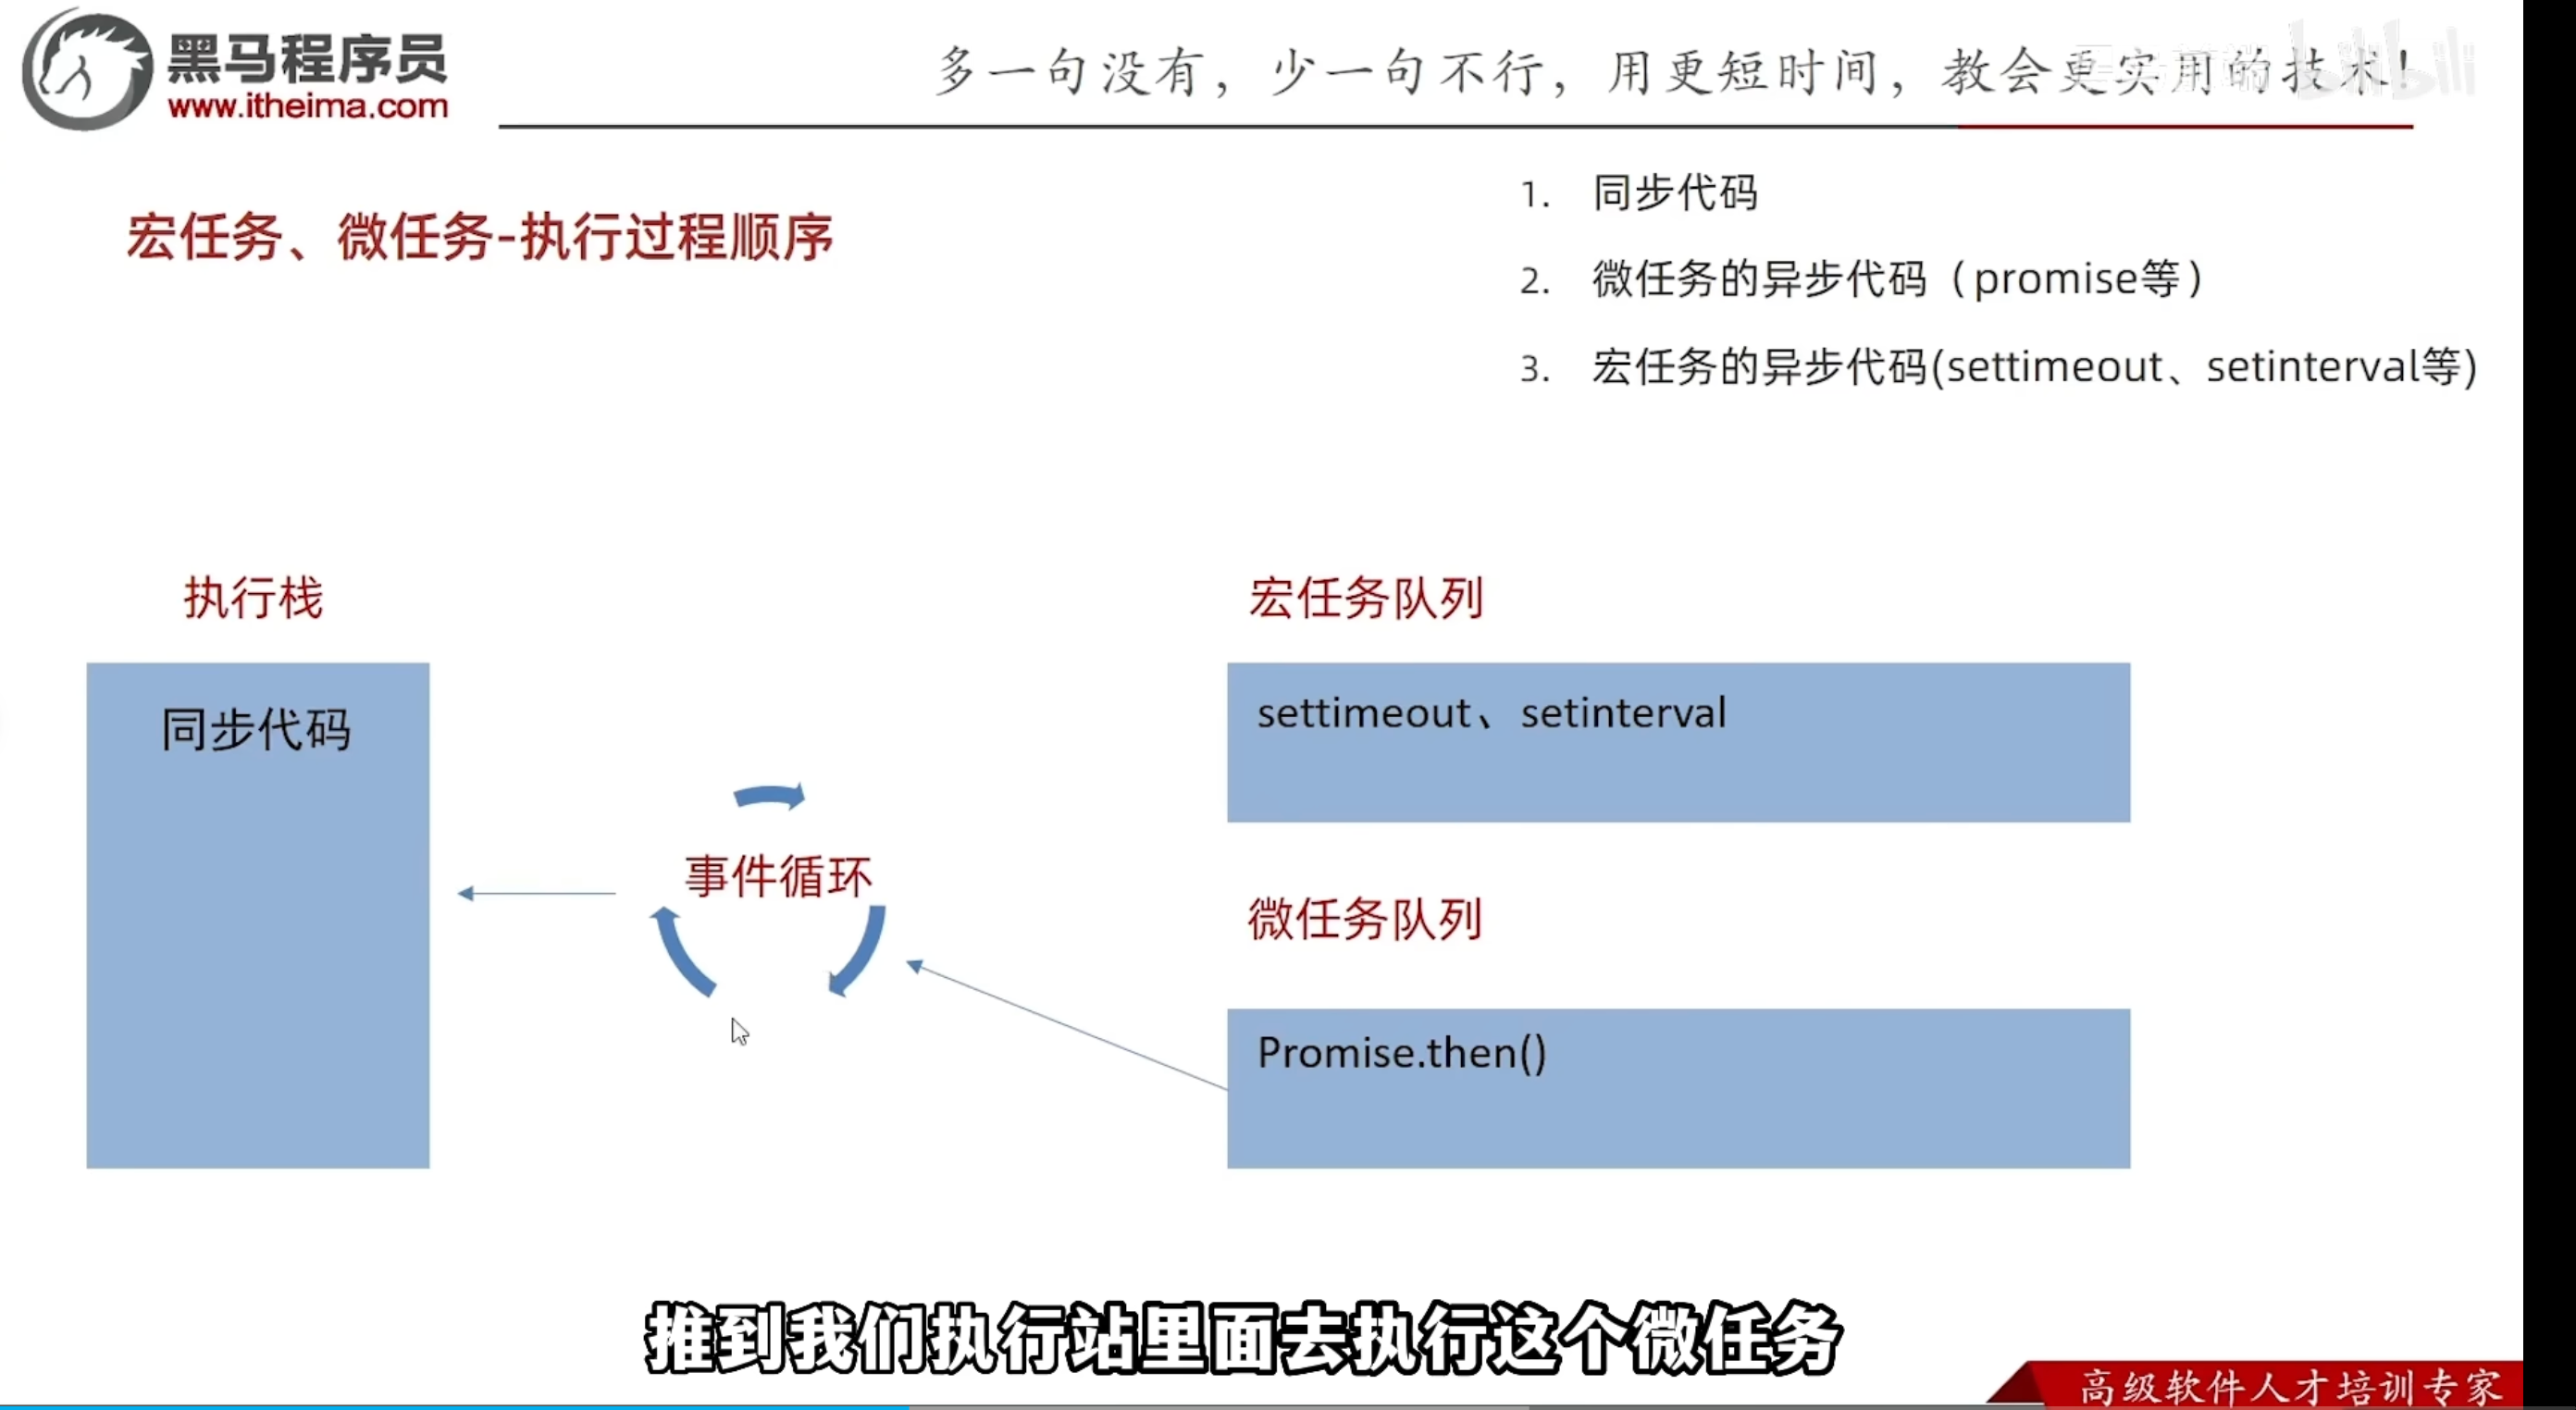 黑马程序员
www.itheima.com
多一句没有，少一句不行，用更短时间，教会更实用的技术！
bilibili
宏任务、微任务-执行过程顺序
1. 同步代码
2. 微任务的异步代码（promise等）
3. 宏任务的异步代码(settimeout、setinterval等)
执行栈
同步代码
事件循环
宏任务队列
settimeout、setinterval
微任务队列
Promise.then()
推到我们执行站里面去执行这个微任务
高级软件人才培训专家